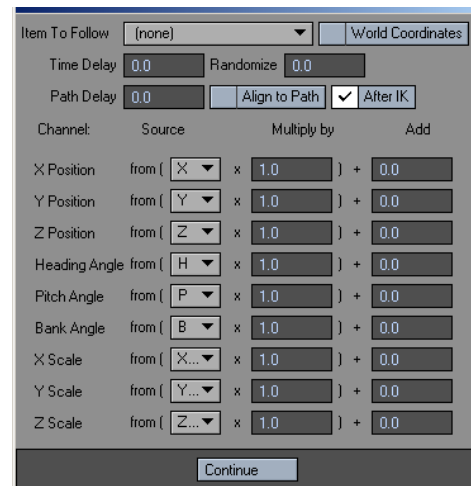 Item To Follow (none) World Coordinates
Time Delay 0.0 Randomize 0.0
Path Delay 0.0 Align to Path After IK
Channel: Source Multiply by Add
X Position from ( X x 1.0 ) + 0.0
Y Position from ( Y x 1.0 ) + 0.0
Z Position from ( Z x 1.0 ) + 0.0
Heading Angle from ( H x 1.0 ) + 0.0
Pitch Angle from ( P x 1.0 ) + 0.0
Bank Angle from ( B x 1.0 ) + 0.0
X Scale from ( X... x 1.0 ) + 0.0
Y Scale from ( Y... x 1.0 ) + 0.0
Z Scale from ( Z... x 1.0 ) + 0.0
Continue